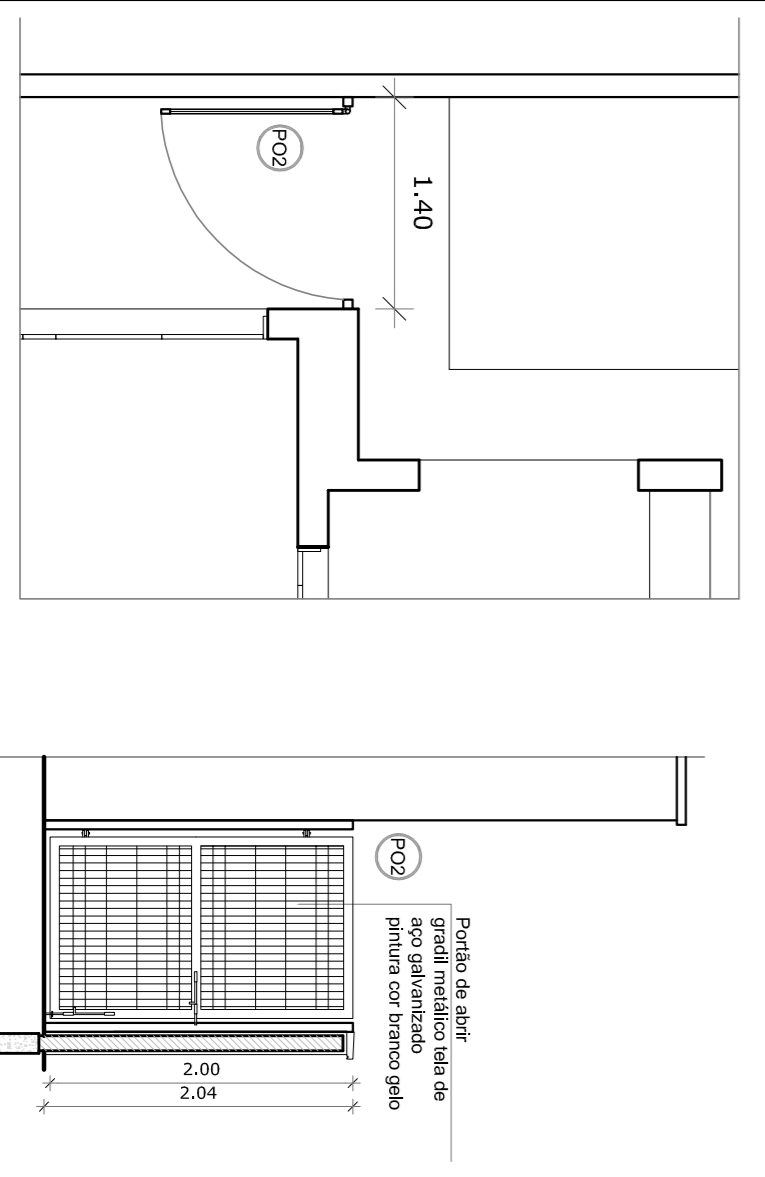 PO2
1.40
PO2
Portão de abrir
gradil metálico tela de
aço galvanizado
pintura cor branco gelo
2.00
2.04